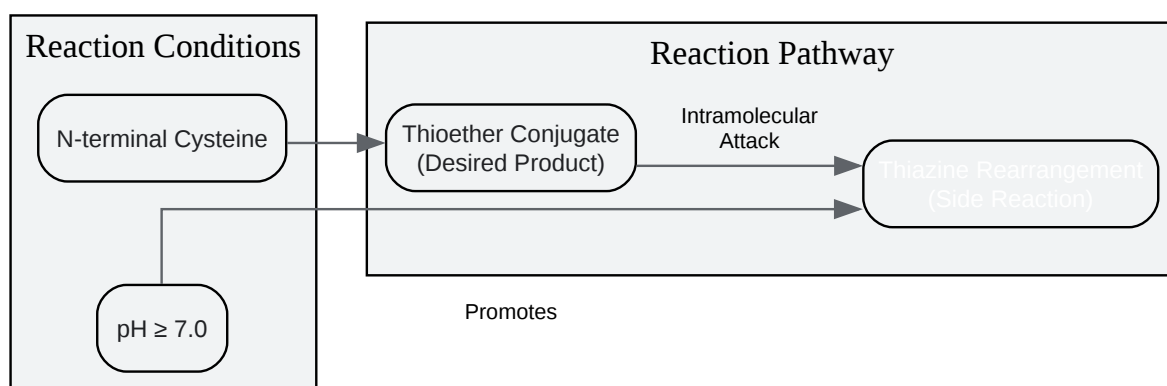 Reaction Conditions
N-terminal Cysteine
pH ≥ 7.0
Reaction Pathway
Thioether Conjugate
(Desired Product)
Intramolecular
Attack
Thiazine Rearrangement
(Side Reaction)
Promotes